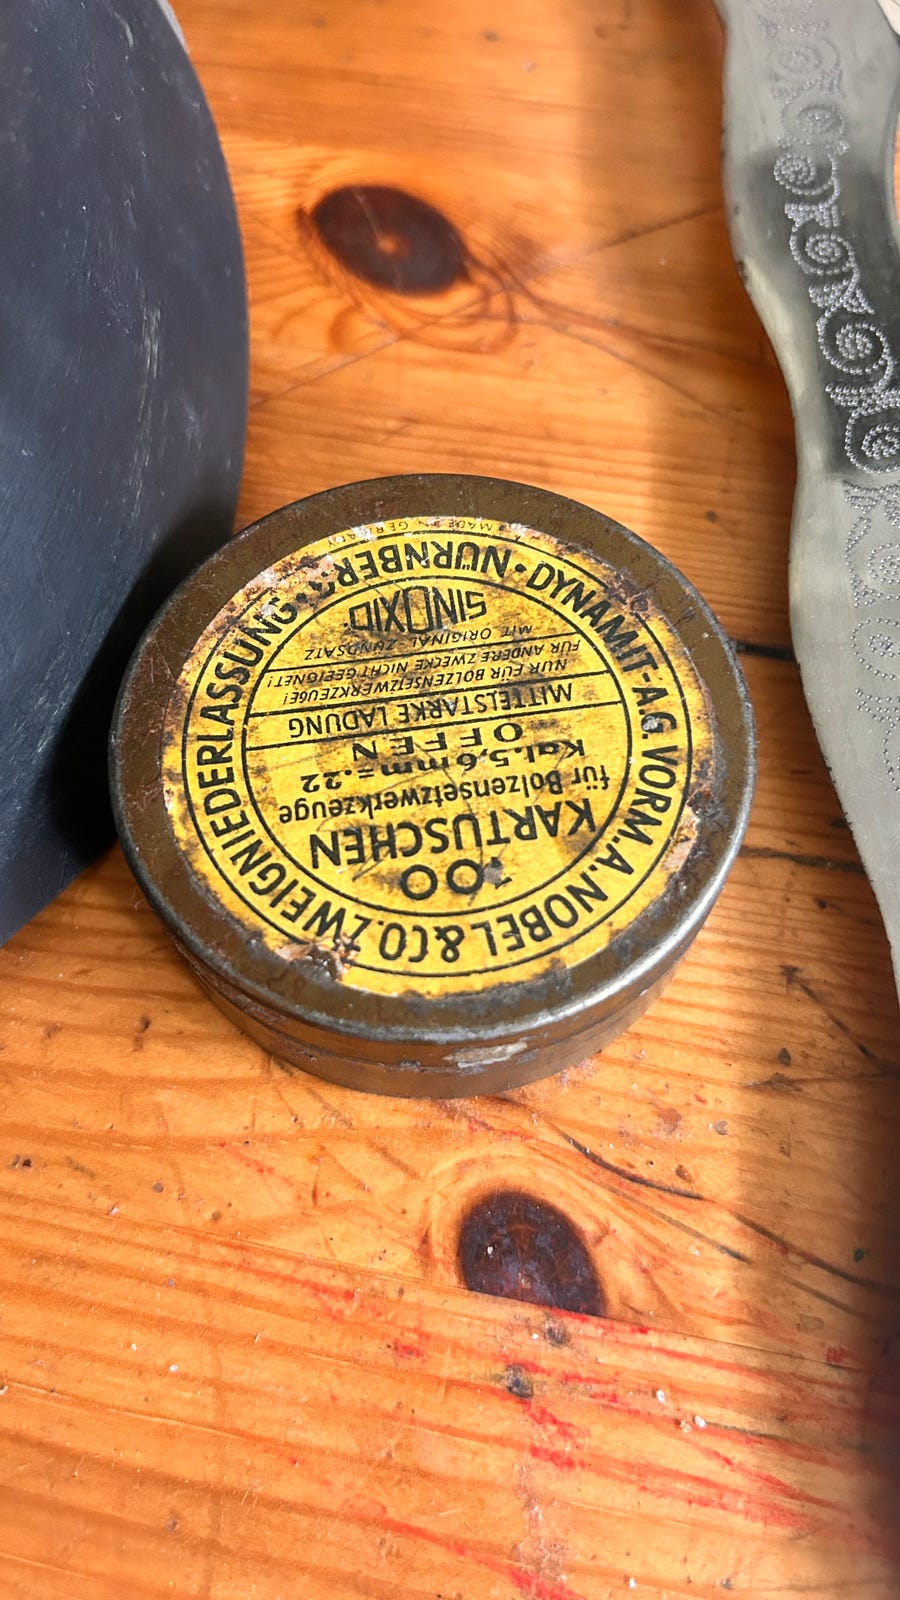 DYNAMIT-A.G. VORM. A. NOBEL & CO. ZWEIGNIEDERLASSUNG • NÜRNBERG •
MADE IN GERMANY
KARTUSCHEN
für Bolzensetzwerkzeuge
Kal. 5,6mm=.22
OFFEN
MITTELSTARKE LADUNG
NUR FÜR BOLZENSETZWERKZEUGE!
FÜR ANDERE ZWECKE NICHT GEEIGNET!
MIT ORIGINAL ZÜNDSATZ
SINOXID